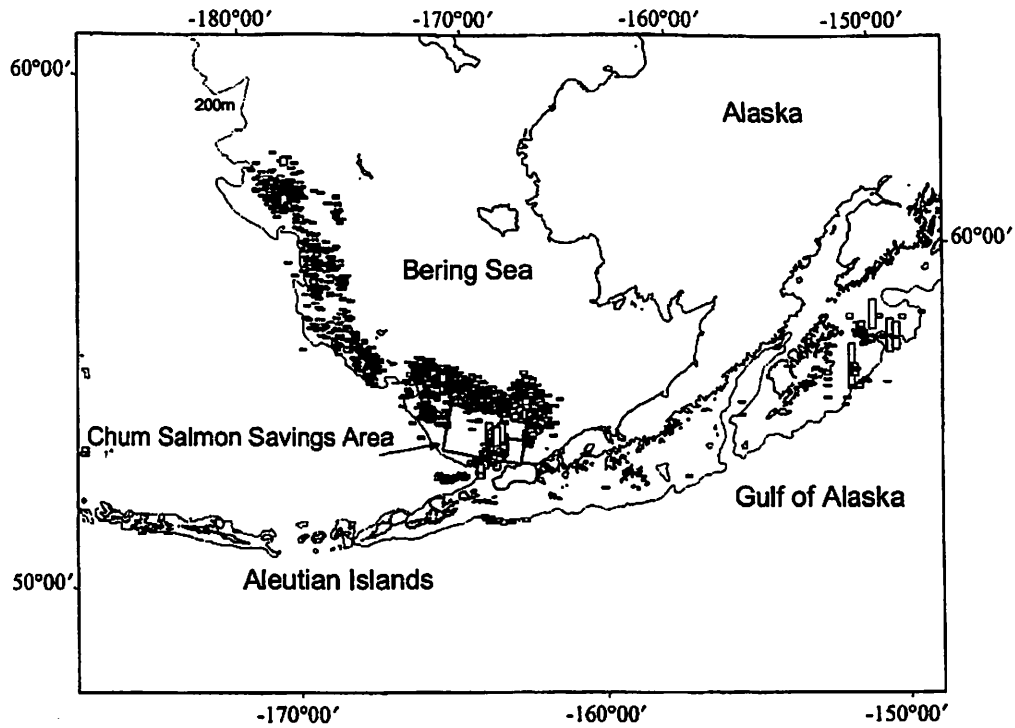 -180°00′ -170°00′ -160°00′ -150°00′
60°00′
200m
Alaska
60°00′
Bering Sea
Chum Salmon Savings Area
Gulf of Alaska
Aleutian Islands
50°00′
-170°00′ -160°00′ -150°00′